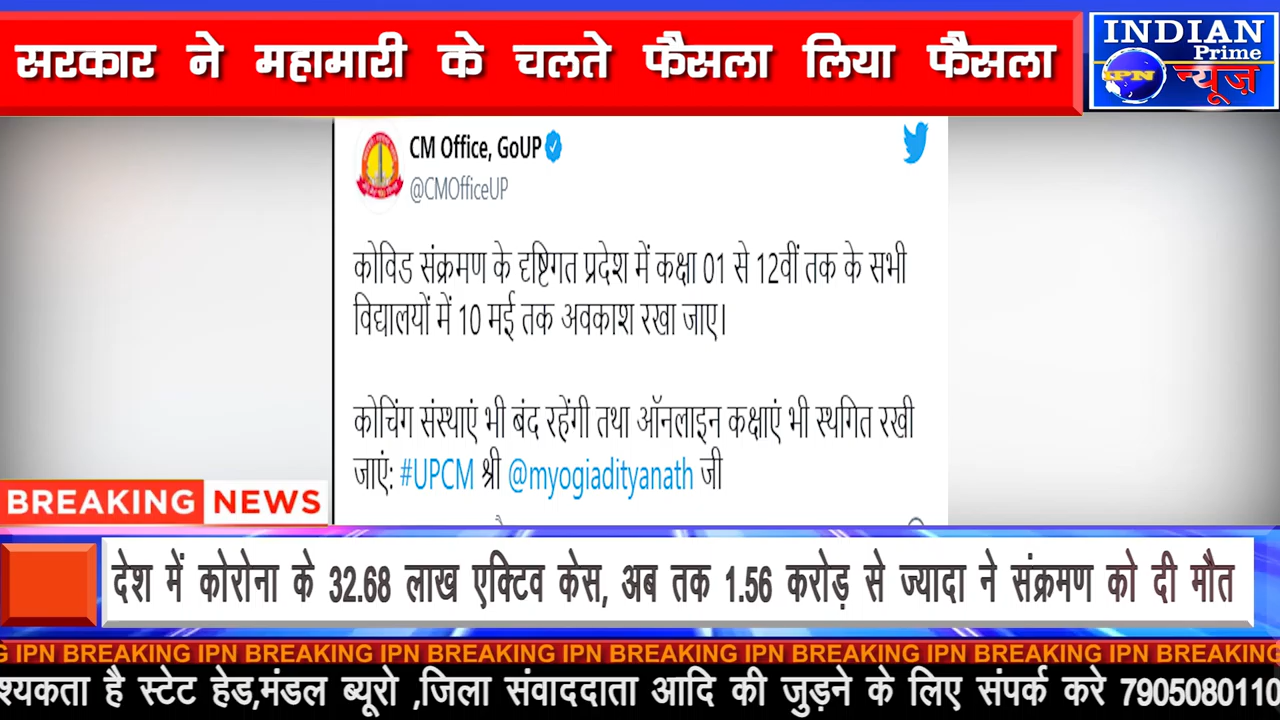 सरकार ने महामारी के चलते फैसला लिया फैसला
INDIAN
Prime
IPN न्यूज़
CM Office, GoUP
@CMOfficeUP
कोविड संक्रमण के दृष्टिगत प्रदेश में कक्षा 01 से 12वीं तक के सभी
विद्यालयों में 10 मई तक अवकाश रखा जाए।
कोचिंग संस्थाएं भी बंद रहेंगी तथा ऑनलाइन कक्षाएं भी स्थगित रखी
जाएं: #UPCM श्री @myogiadityanath जी
BREAKING NEWS
देश में कोरोना के 32.68 लाख एक्टिव केस, अब तक 1.56 करोड़ से ज्यादा ने संक्रमण को दी मौत
G IPN BREAKING IPN BREAKING IPN BREAKING IPN BREAKING IPN BREAKING IPN BREAKING IPN BREAKING
श्यकता है स्टेट हेड,मंडल ब्यूरो ,जिला संवाददाता आदि की जुड़ने के लिए संपर्क करे 7905080110